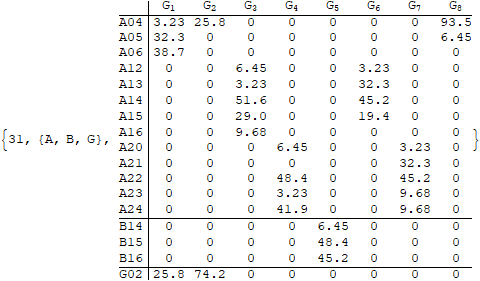 G₁ G₂ G₃ G₄ G₅ G₆ G₇ G₈
A04 3.23 25.8 0 0 0 0 0 93.5
A05 32.3 0 0 0 0 0 0 6.45
A06 38.7 0 0 0 0 0 0 0
A12 0 0 6.45 0 0 3.23 0 0
A13 0 0 3.23 0 0 32.3 0 0
A14 0 0 51.6 0 0 45.2 0 0
A15 0 0 29.0 0 0 19.4 0 0
A16 0 0 9.68 0 0 0 0 0
{31, {A, B, G}, A20 0 0 0 6.45 0 0 3.23 0 }
A21 0 0 0 0 0 0 32.3 0
A22 0 0 0 48.4 0 0 45.2 0
A23 0 0 0 3.23 0 0 9.68 0
A24 0 0 0 41.9 0 0 9.68 0
B14 0 0 0 0 6.45 0 0 0
B15 0 0 0 0 48.4 0 0 0
B16 0 0 0 0 45.2 0 0 0
G02 25.8 74.2 0 0 0 0 0 0